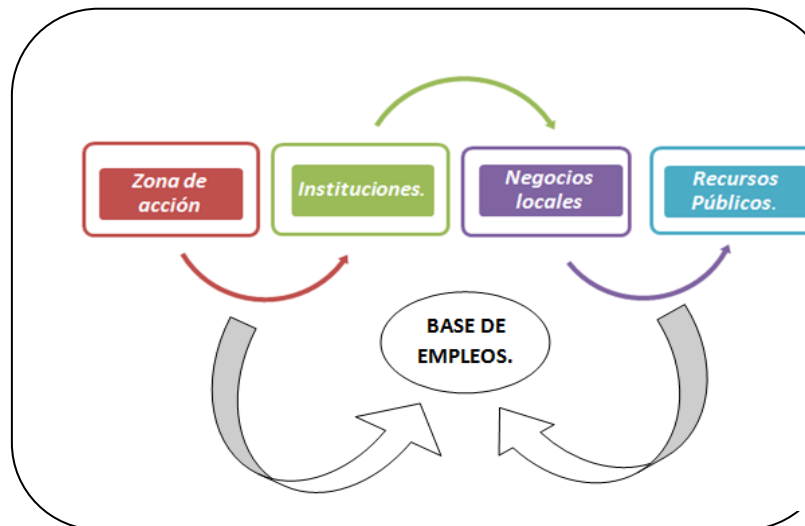 Zona de
acción
Instituciones.
Negocios
locales
Recursos
Públicos.
BASE DE
EMPLEOS.